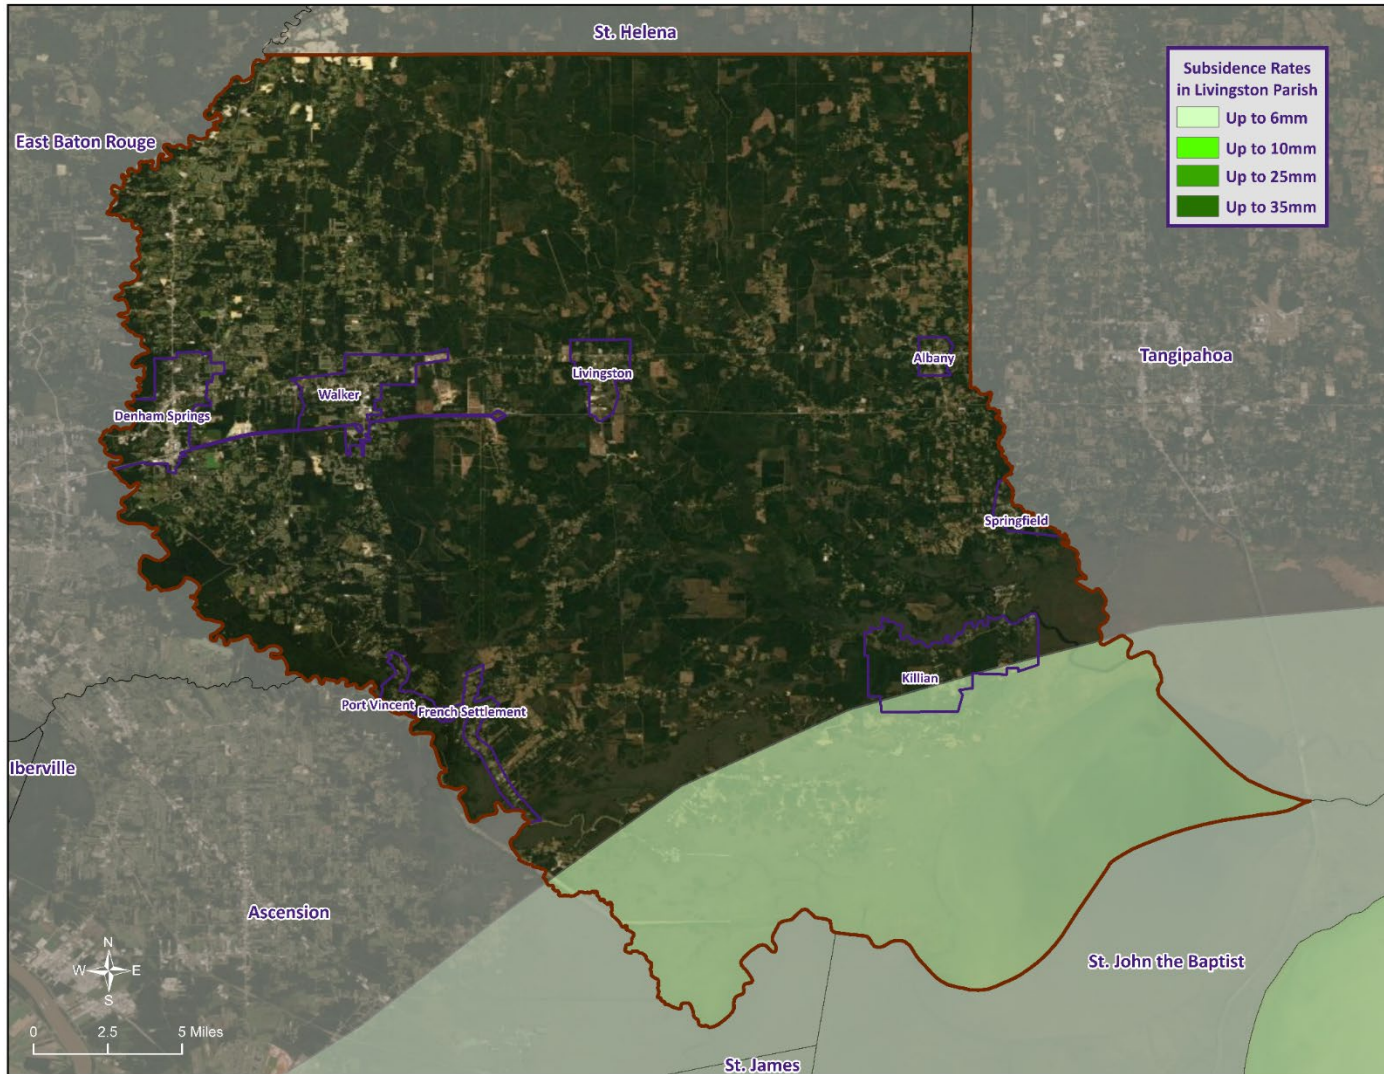 St. Helena
Subsidence Rates
in Livingston Parish
Up to 6mm
Up to 10mm
Up to 25mm
Up to 35mm
East Baton Rouge
Tangipahoa
Albany
Livingston
Walker
Denham Springs
Springfield
Killian
Port Vincent
French Settlement
Iberville
Ascension
St. John the Baptist
N
W
E
S
0
2.5
5 Miles
St. James